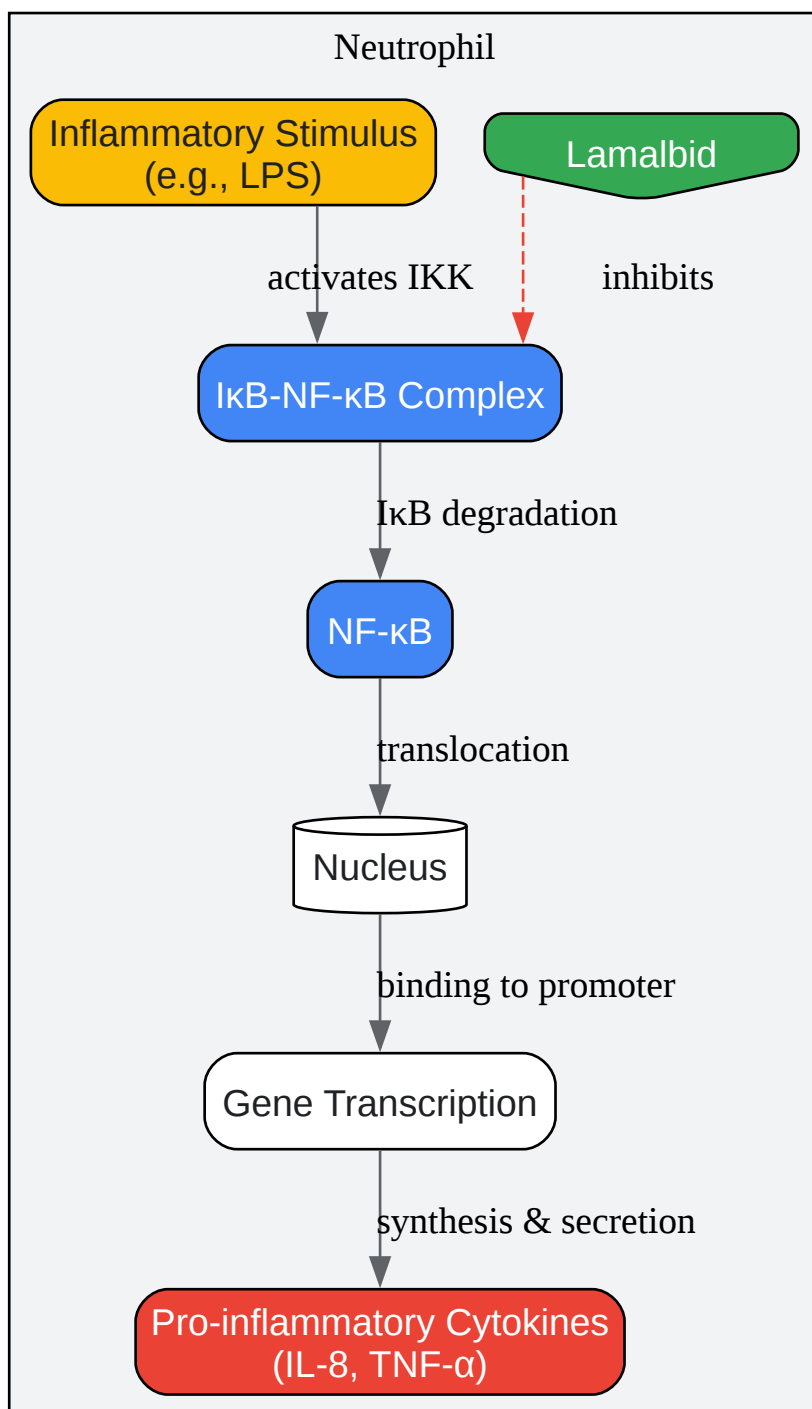 Neutrophil
Inflammatory Stimulus
(e.g., LPS)
Lamalbid
activates IKK
inhibits
IκB-NF-κB Complex
IκB degradation
NF-κB
translocation
Nucleus
binding to promoter
Gene Transcription
synthesis & secretion
Pro-inflammatory Cytokines
(IL-8, TNF-α)